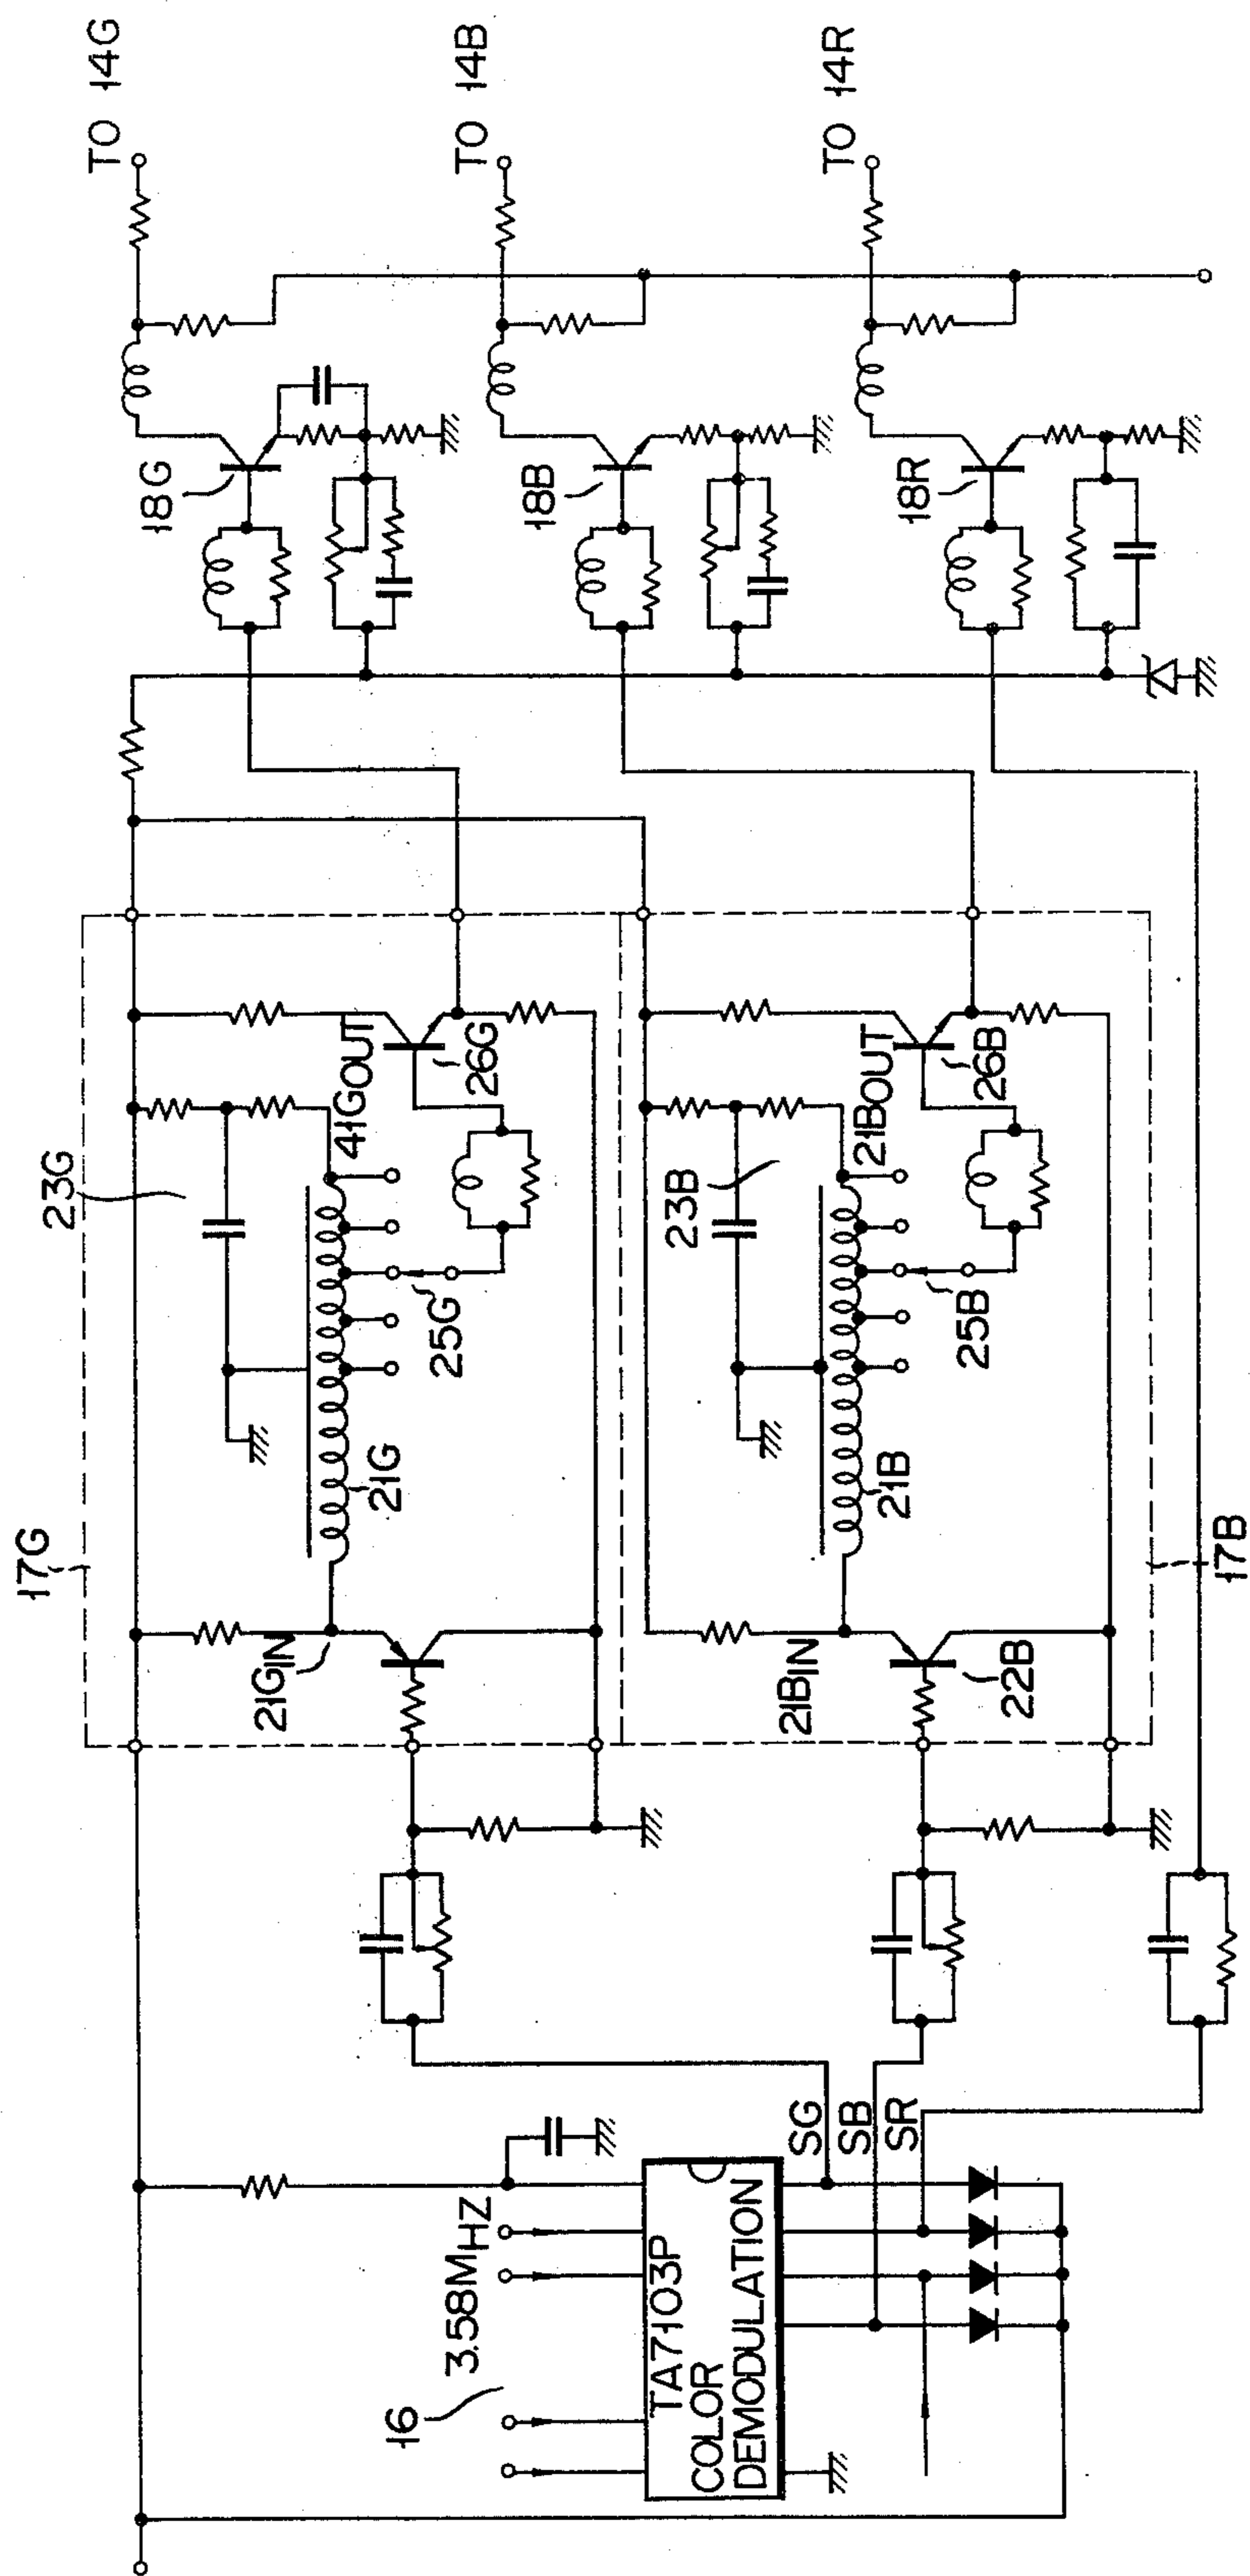 TO 14G
TO 14B
TO 14R
18G
18B
18R
23G
41GOUT
26G
25G
21G
17G
21GIN
23B
21BOUT
26B
25B
21B
21BIN
22B
17B
16
3.58MHZ
TA7103P
COLOR
DEMODULATION
SG
SB
SR